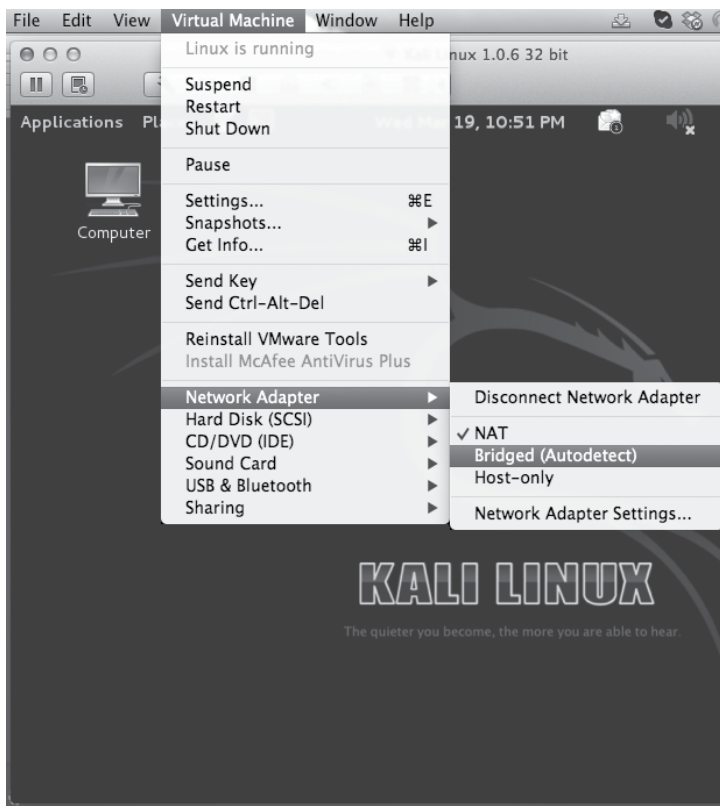 File Edit View Virtual Machine Window Help
Linux is running
nux 1.0.6 32 bit
Suspend
Restart
Shut Down
Applications
19, 10:51 PM
Pause
Settings... ⌘E
Snapshots...
Get Info... ⌘I
Computer
Send Key
Send Ctrl-Alt-Del
Reinstall VMware Tools
Install McAfee AntiVirus Plus
Network Adapter
Disconnect Network Adapter
Hard Disk (SCSI)
CD/DVD (IDE)
✓ NAT
Sound Card
Bridged (Autodetect)
USB & Bluetooth
Host-only
Sharing
Network Adapter Settings...
KALI LINUX
The quieter you become, the more you are able to hear.